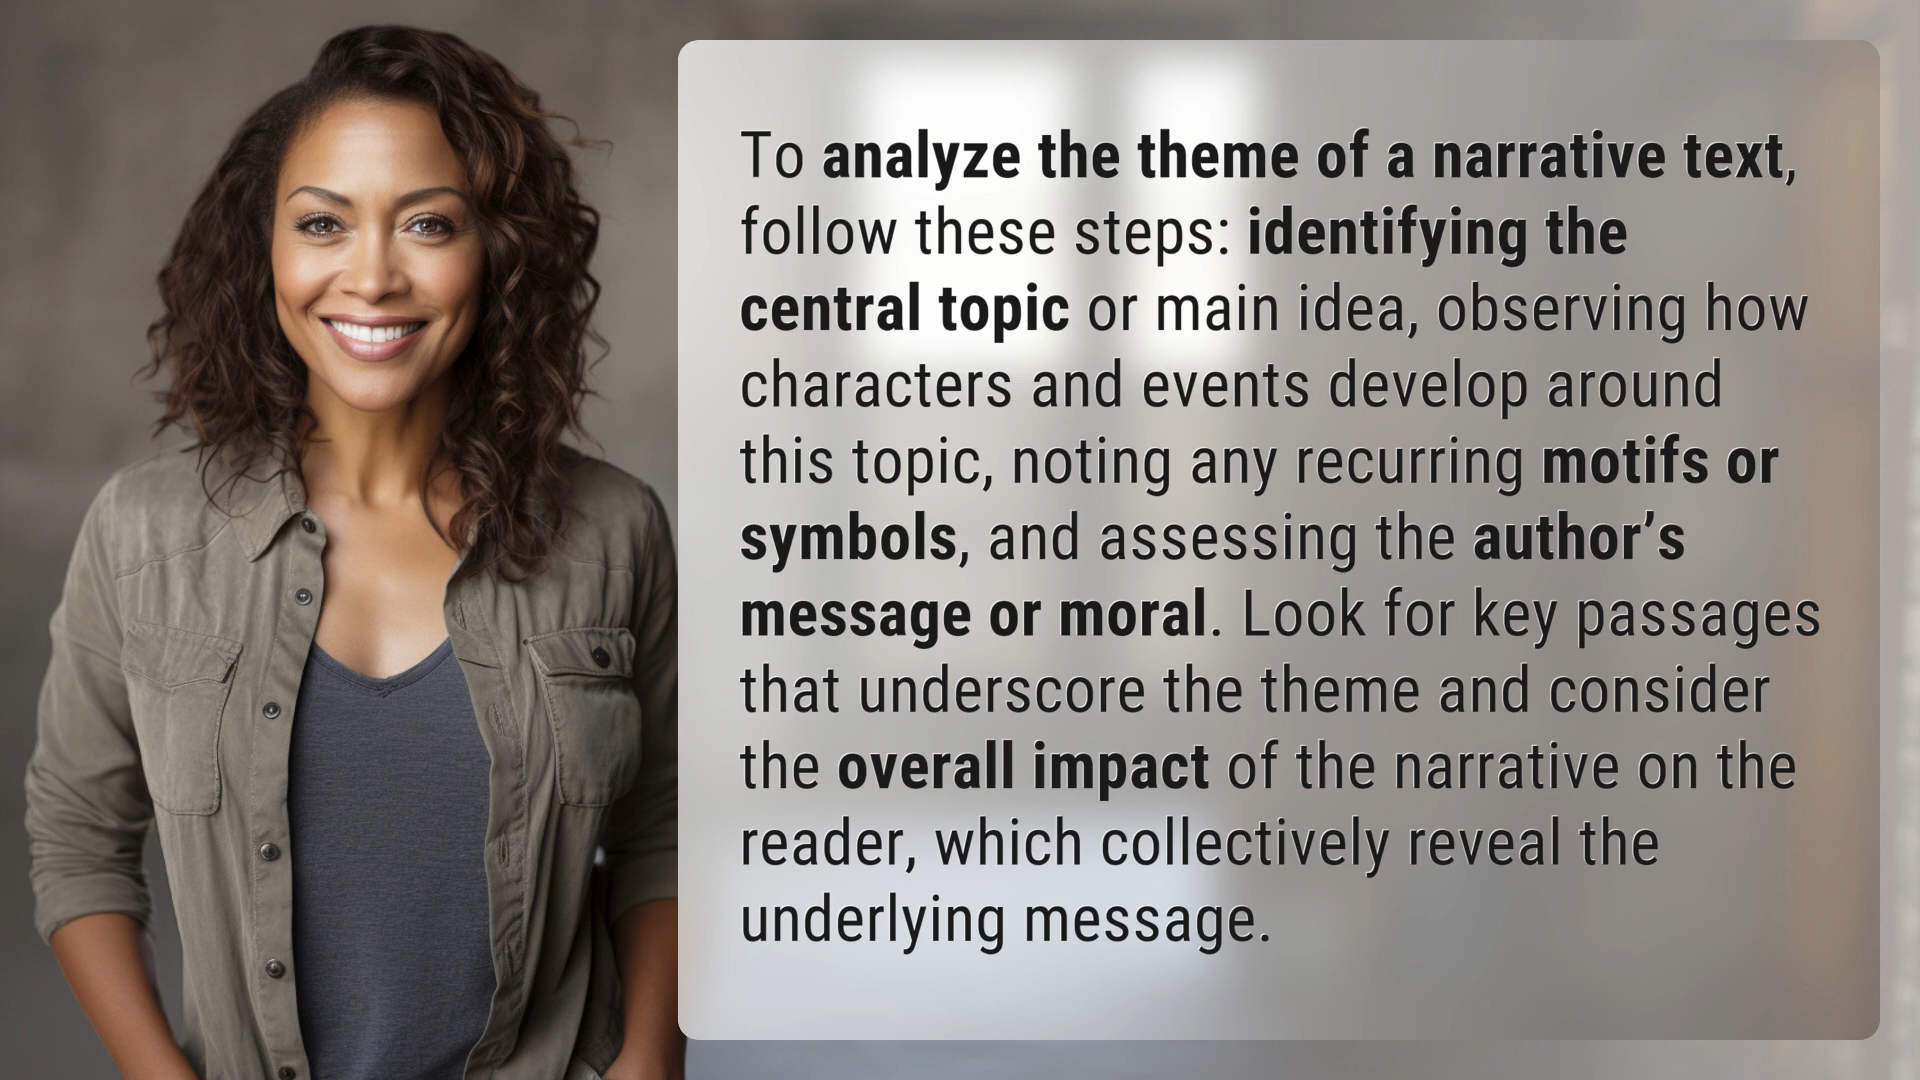 To analyze the theme of a narrative text,
follow these steps: identifying the
central topic or main idea, observing how
characters and events develop around
this topic, noting any recurring motifs or
symbols, and assessing the author’s
message or moral. Look for key passages
that underscore the theme and consider
the overall impact of the narrative on the
reader, which collectively reveal the
underlying message.